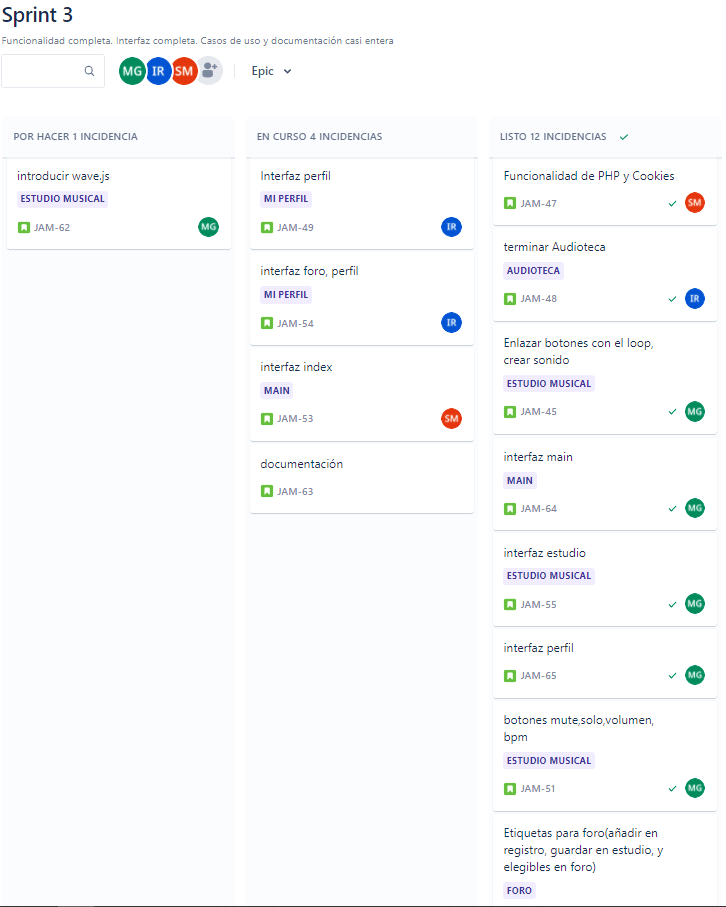 Sprint 3
Funcionalidad completa. Interfaz completa. Casos de uso y documentación casi entera
MG IR SM Epic
POR HACER 1 INCIDENCIA
introducir wave.js
ESTUDIO MUSICAL
JAM-62 MG
EN CURSO 4 INCIDENCIAS
Interfaz perfil
MI PERFIL
JAM-49 IR
interfaz foro, perfil
MI PERFIL
JAM-54 IR
interfaz index
MAIN
JAM-53 SM
documentación
JAM-63
LISTO 12 INCIDENCIAS
Funcionalidad de PHP y Cookies
JAM-47 SM
terminar Audioteca
AUDIOTECA
JAM-48 IR
Enlazar botones con el loop,
crear sonido
ESTUDIO MUSICAL
JAM-45 MG
interfaz main
MAIN
JAM-64 MG
interfaz estudio
ESTUDIO MUSICAL
JAM-55 MG
interfaz perfil
JAM-65 MG
botones mute,solo,volumen,
bpm
ESTUDIO MUSICAL
JAM-51 MG
Etiquetas para foro(añadir en
registro, guardar en estudio, y
elegibles en foro)
FORO